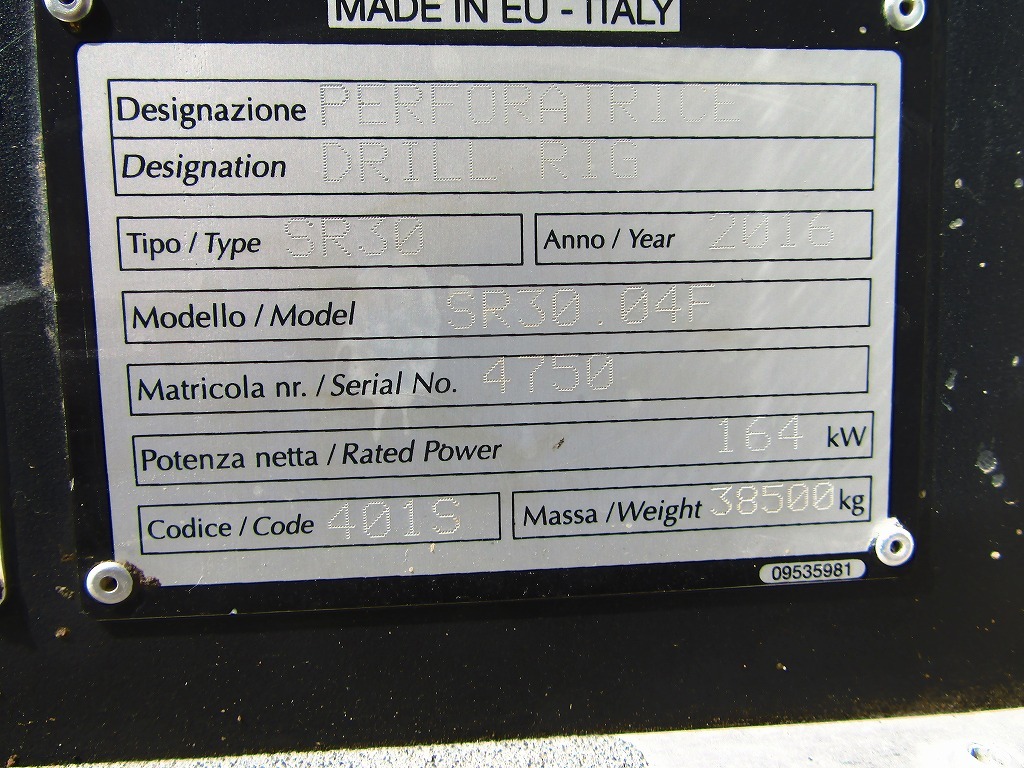 MADE IN EU - ITALY
Designazione PERFORATRICE
Designation DRILL RIG
Tipo / Type SR30 Anno / Year 2016
Modello / Model SR30.04F
Matricola nr. / Serial No. 4750
Potenza netta / Rated Power 164 kW
Codice / Code 401S Massa / Weight 38500 kg
09535981